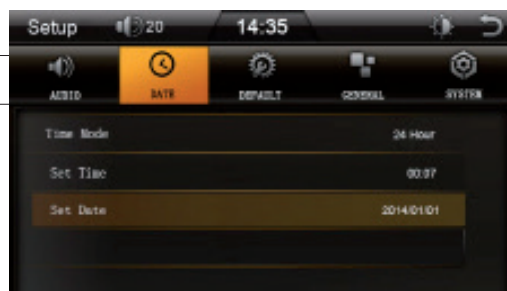 Setup 20 14:35
AUDIO DATE DEFAULT GENERAL SYSTEM
Time Mode 24 Hour
Set Time 00:07
Set Date 2014/01/01